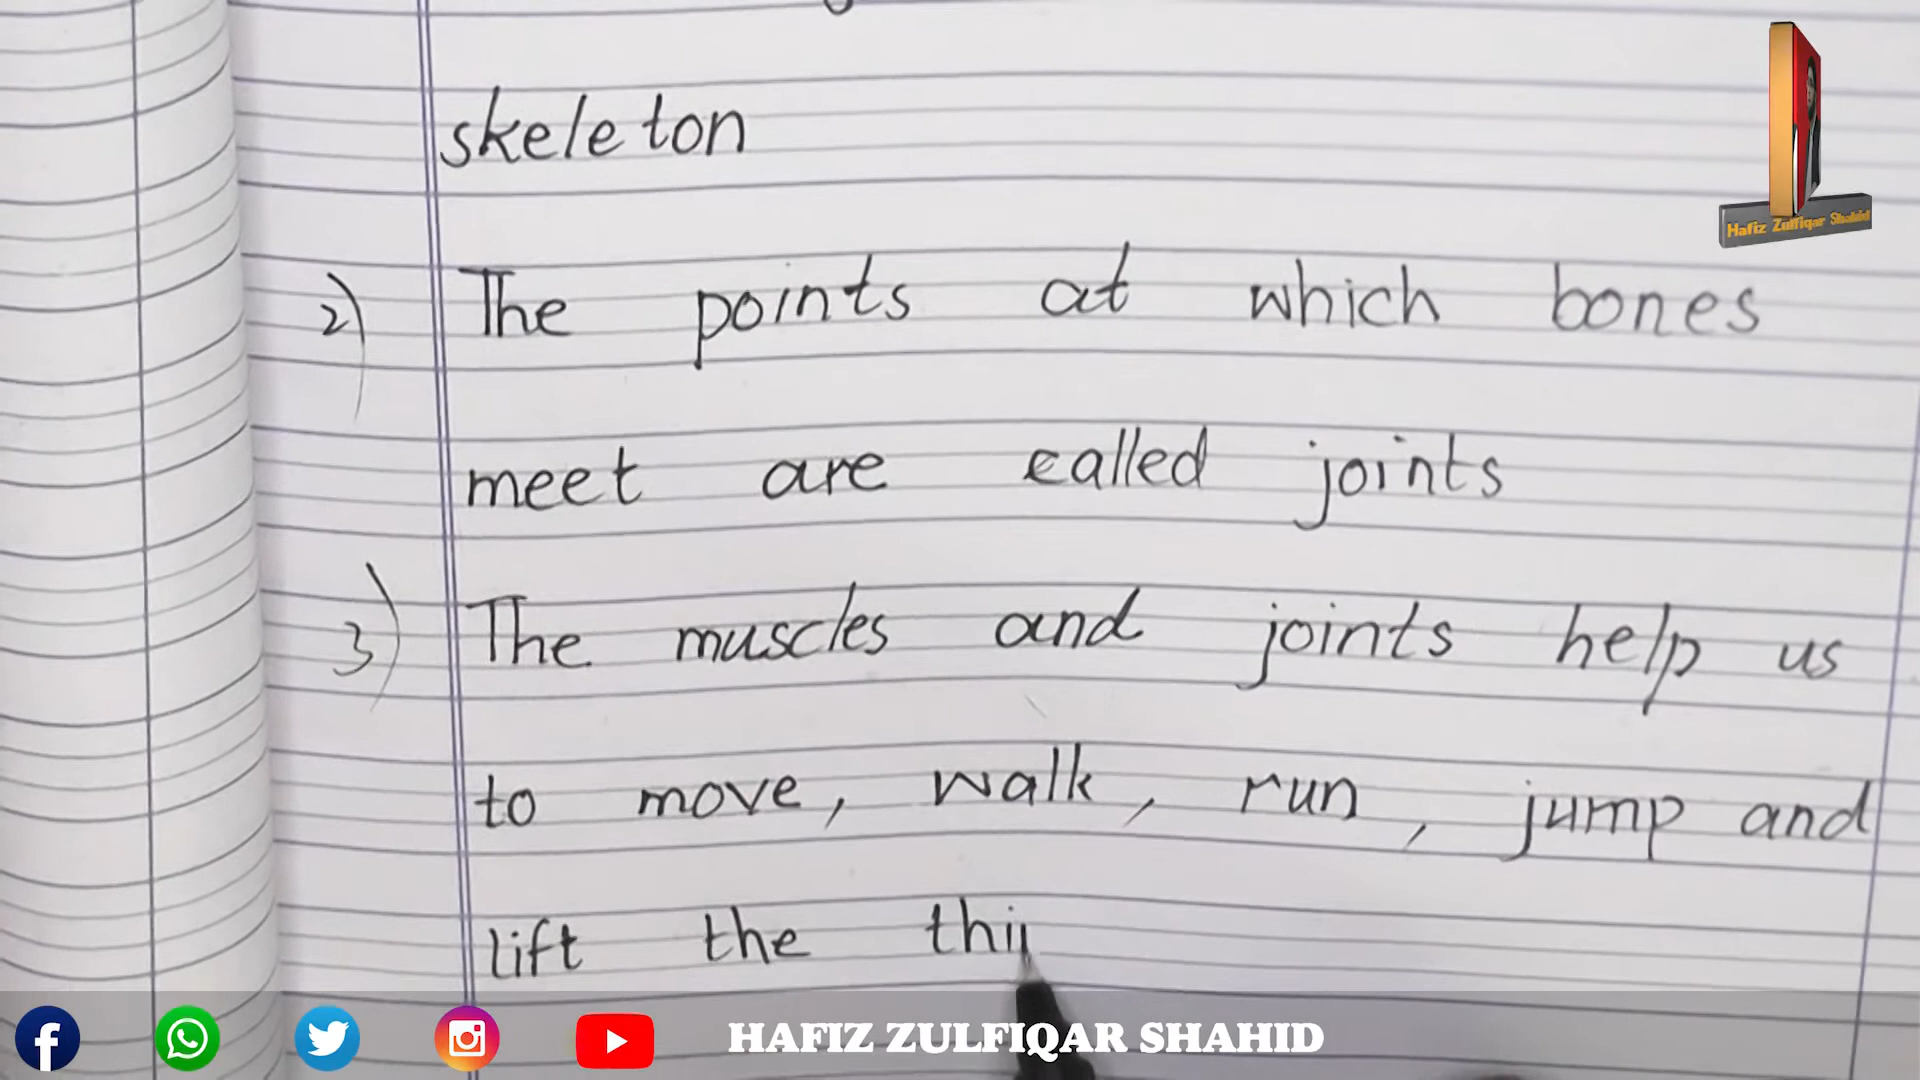 skeleton
2) The points at which bones
meet are called joints
3) The muscles and joints help us
to move, walk, run, jump and
lift the thi
Hafiz Zulfiqar Shahid
HAFIZ ZULFIQAR SHAHID